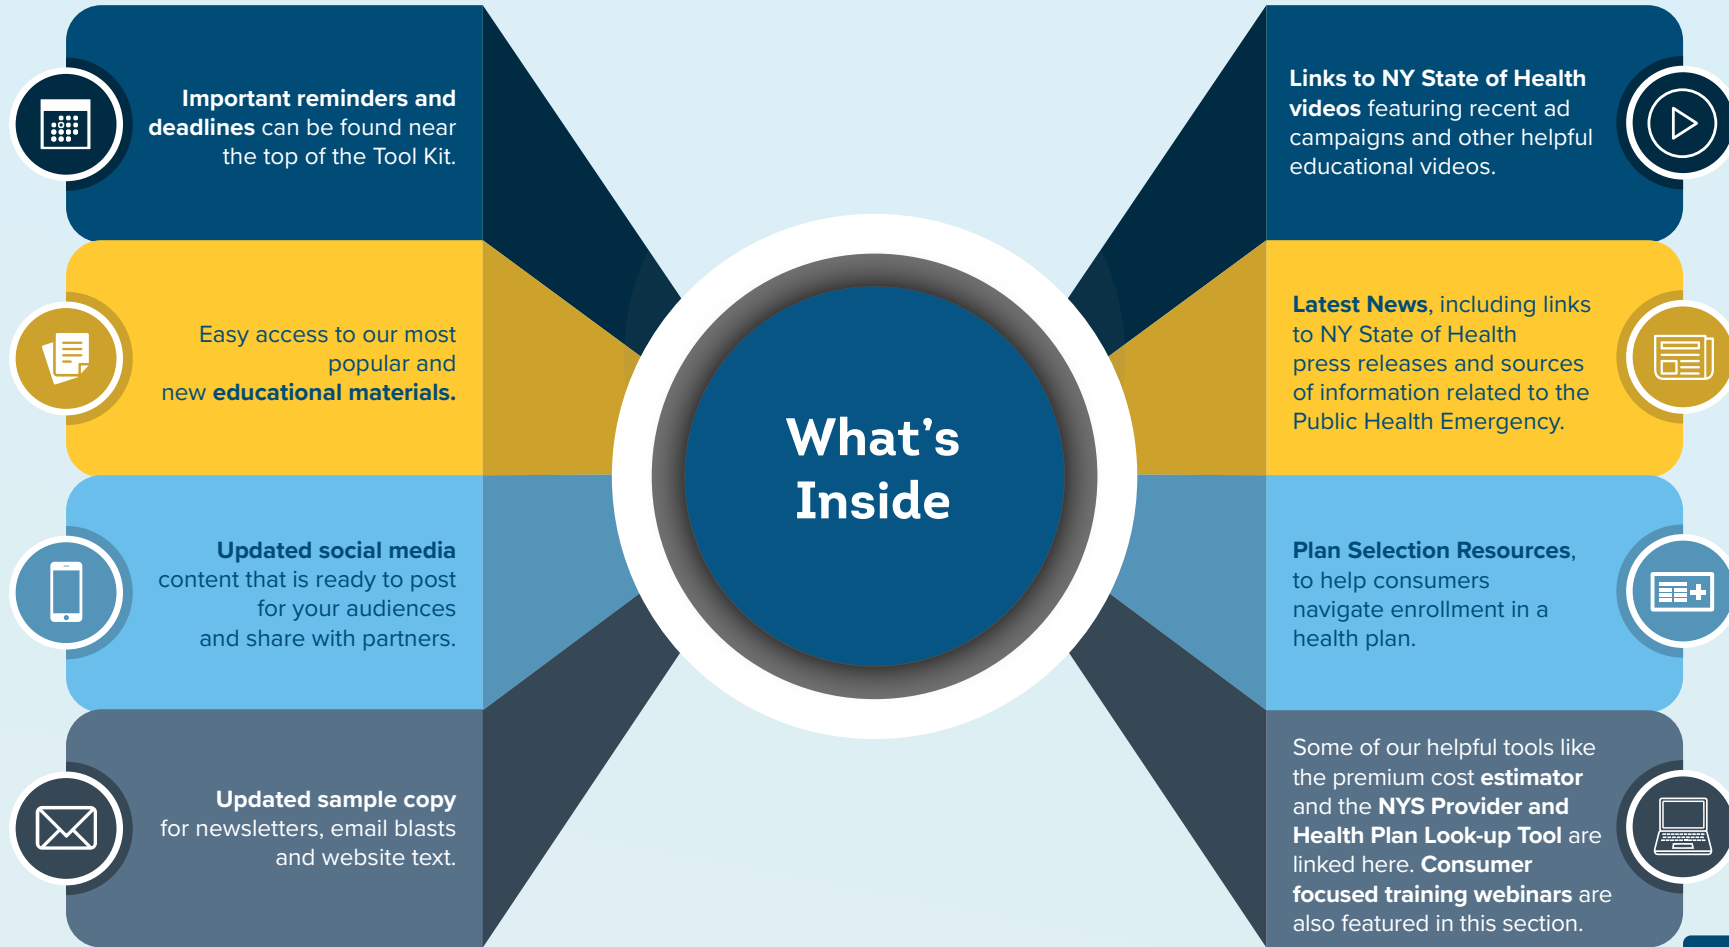 Important reminders and
deadlines can be found near
the top of the Tool Kit.
Easy access to our most
popular and
new educational materials.
Updated social media
content that is ready to post
for your audiences
and share with partners.
Updated sample copy
for newsletters, email blasts
and website text.
What's
Inside
Links to NY State of Health
videos featuring recent ad
campaigns and other helpful
educational videos.
Latest News, including links
to NY State of Health
press releases and sources
of information related to the
Public Health Emergency.
Plan Selection Resources,
to help consumers
navigate enrollment in a
health plan.
Some of our helpful tools like
the premium cost estimator
and the NYS Provider and
Health Plan Look-up Tool are
linked here. Consumer
focused training webinars are
also featured in this section.